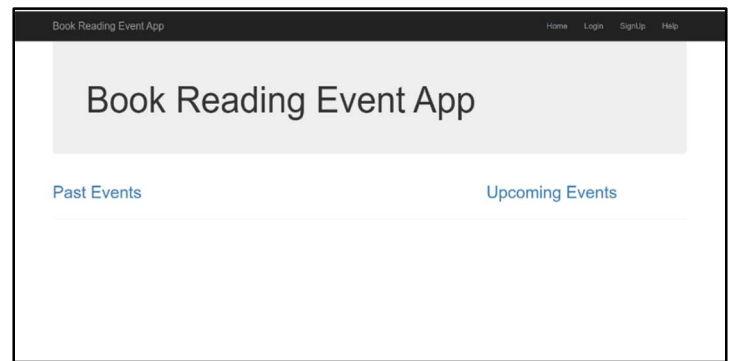 Book Reading Event App Home Login SignUp Help
Book Reading Event App
Past Events Upcoming Events